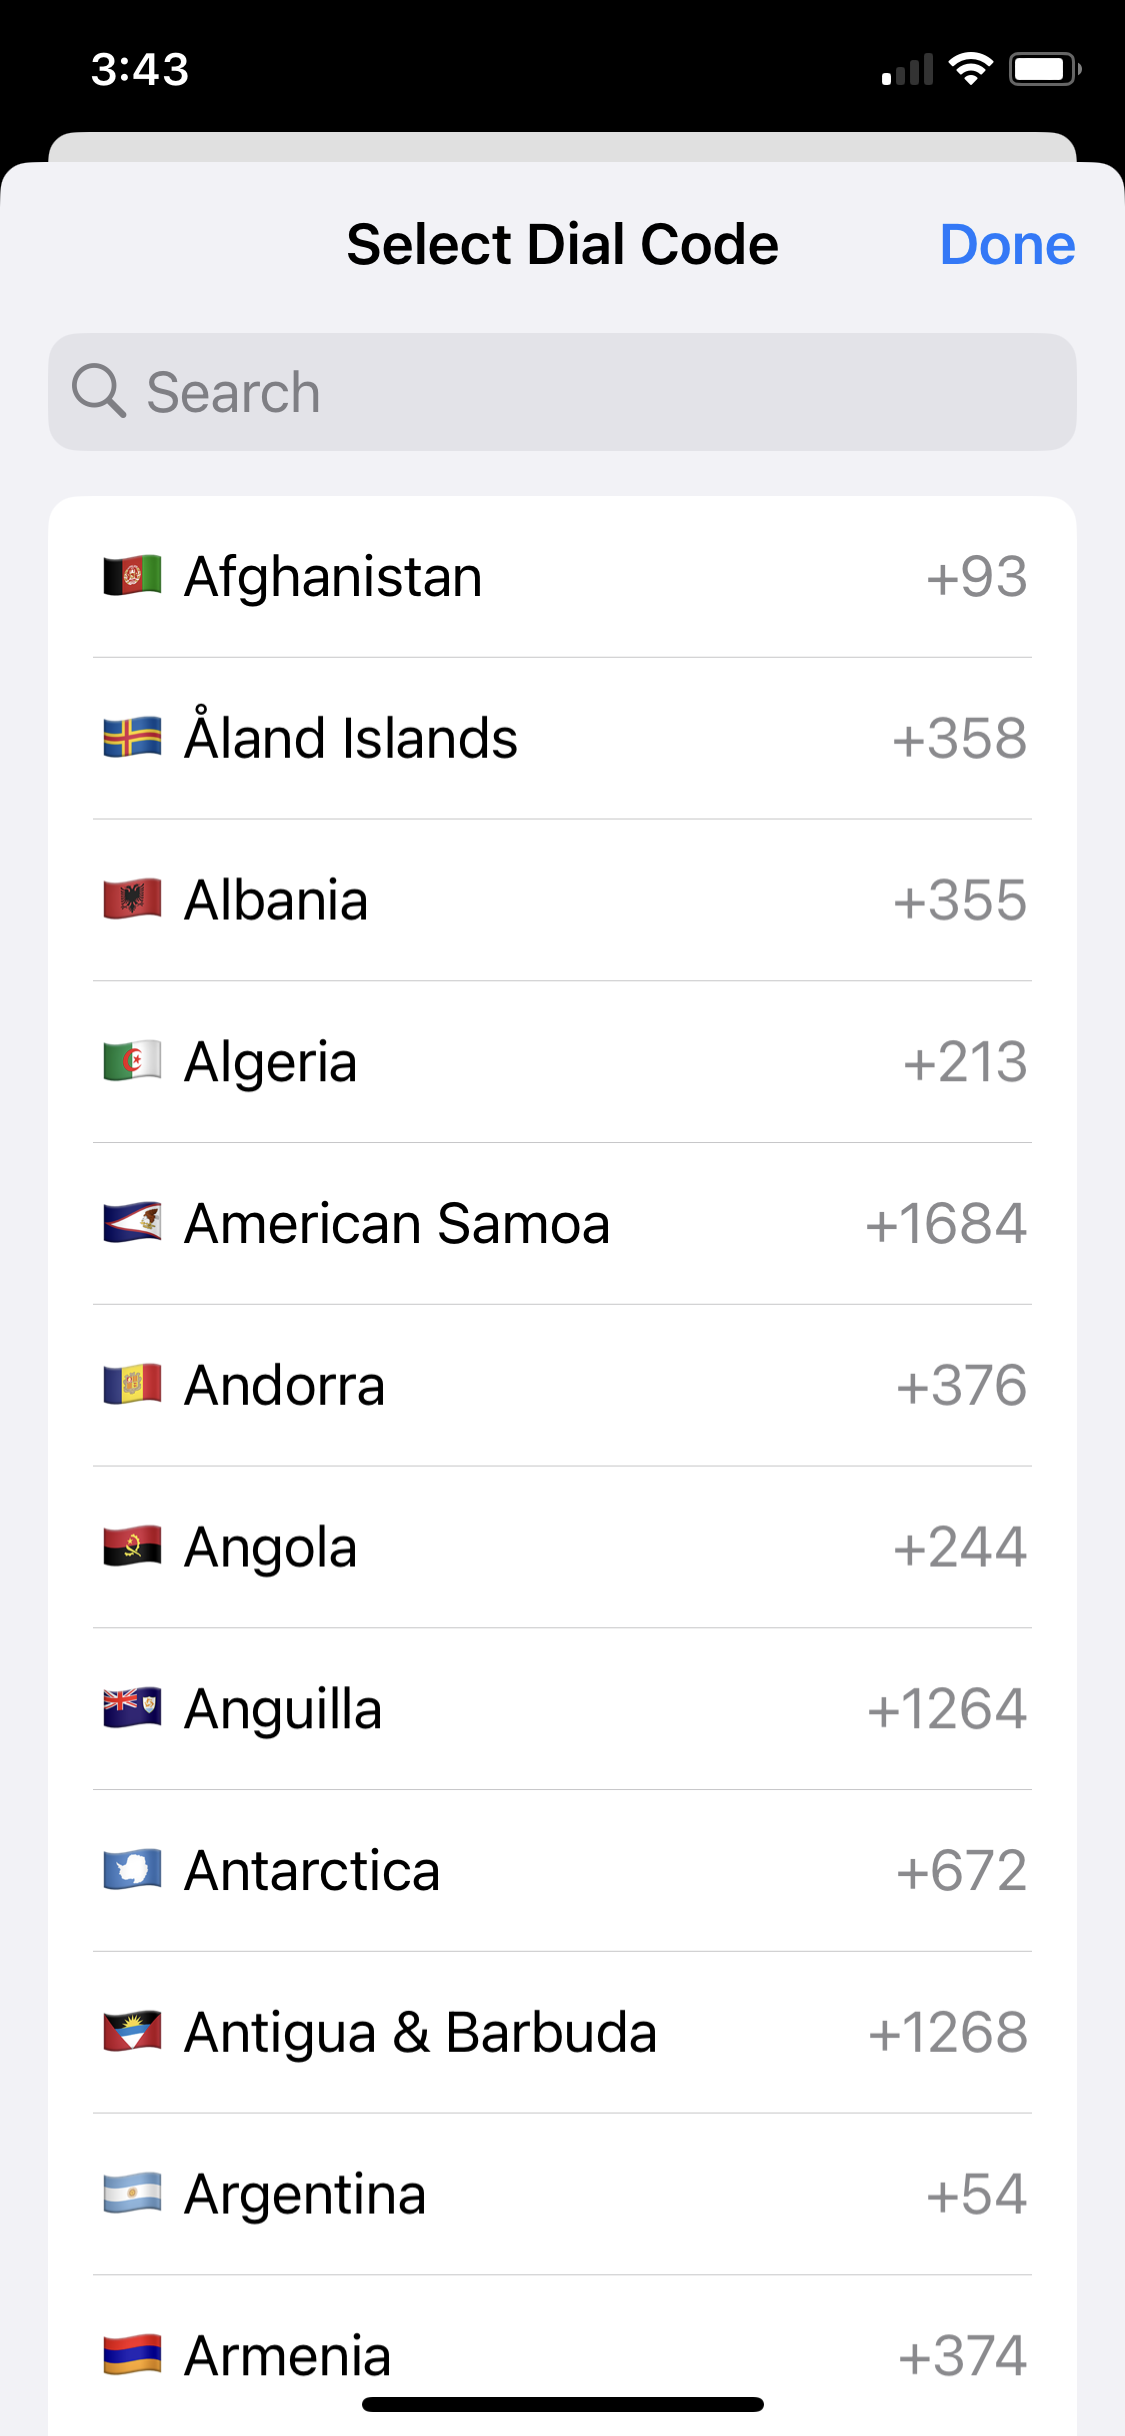 3:43
Select Dial Code
Done
Search
Afghanistan +93
Åland Islands +358
Albania +355
Algeria +213
American Samoa +1684
Andorra +376
Angola +244
Anguilla +1264
Antarctica +672
Antigua & Barbuda +1268
Argentina +54
Armenia +374